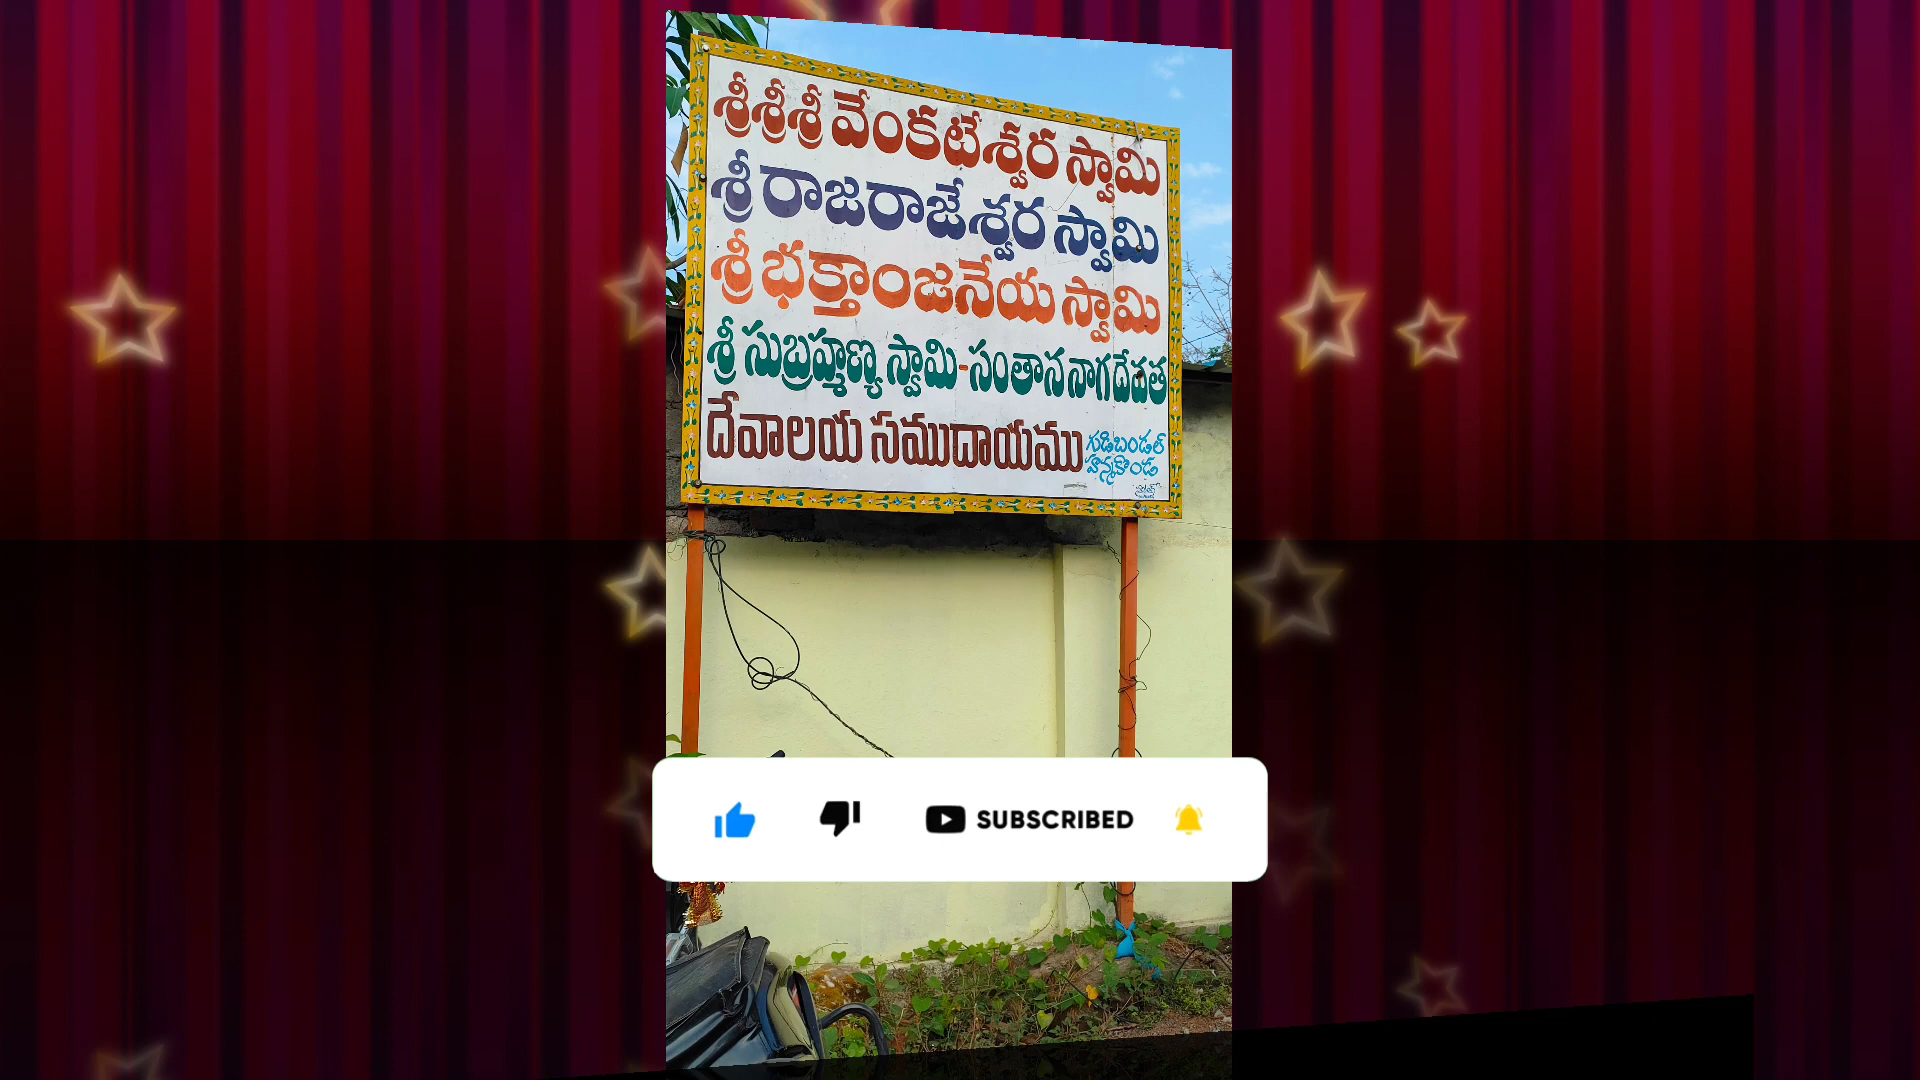 శ్రీశ్రీశ్రీ వేంకటేశ్వర స్వామి
శ్రీ రాజరాజేశ్వర స్వామి
శ్రీ భక్తాంజనేయ స్వామి
శ్రీ సుబ్రహ్మణ్య స్వామి-సంతాననాగదేవత
దేవాలయ సముదాయము
గుడిబండల్
హన్మకొండ
SUBSCRIBED